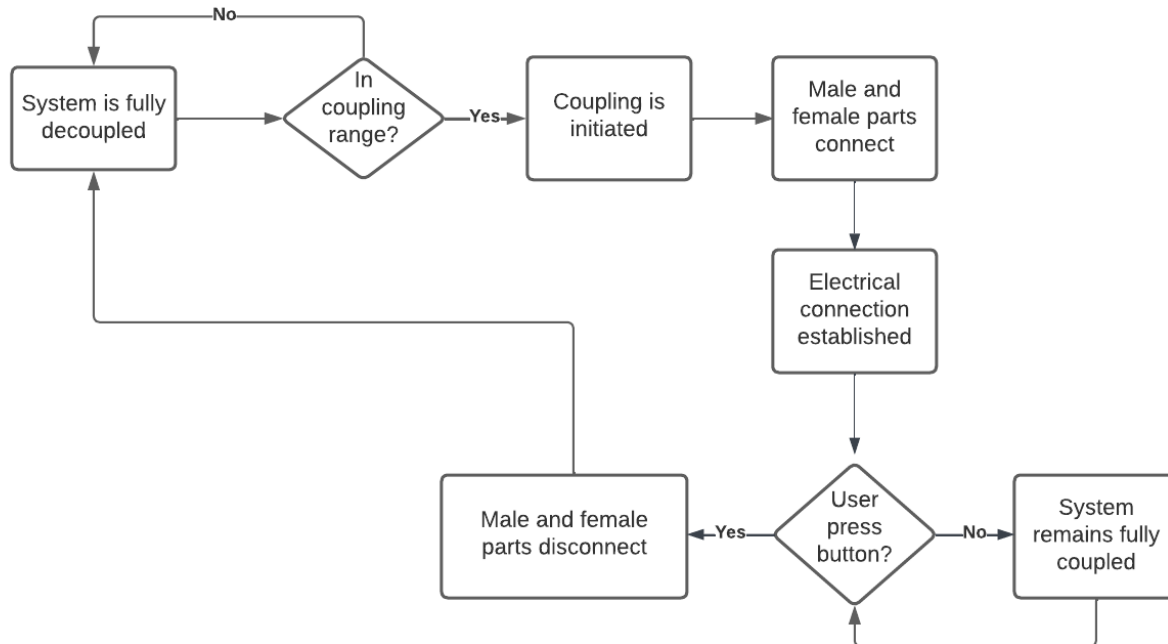 No
System is fully
decoupled
In
coupling
range?
Yes
Coupling is
initiated
Male and
female parts
connect
Electrical
connection
established
User
press
button?
Yes
Male and female
parts disconnect
No
System
remains fully
coupled